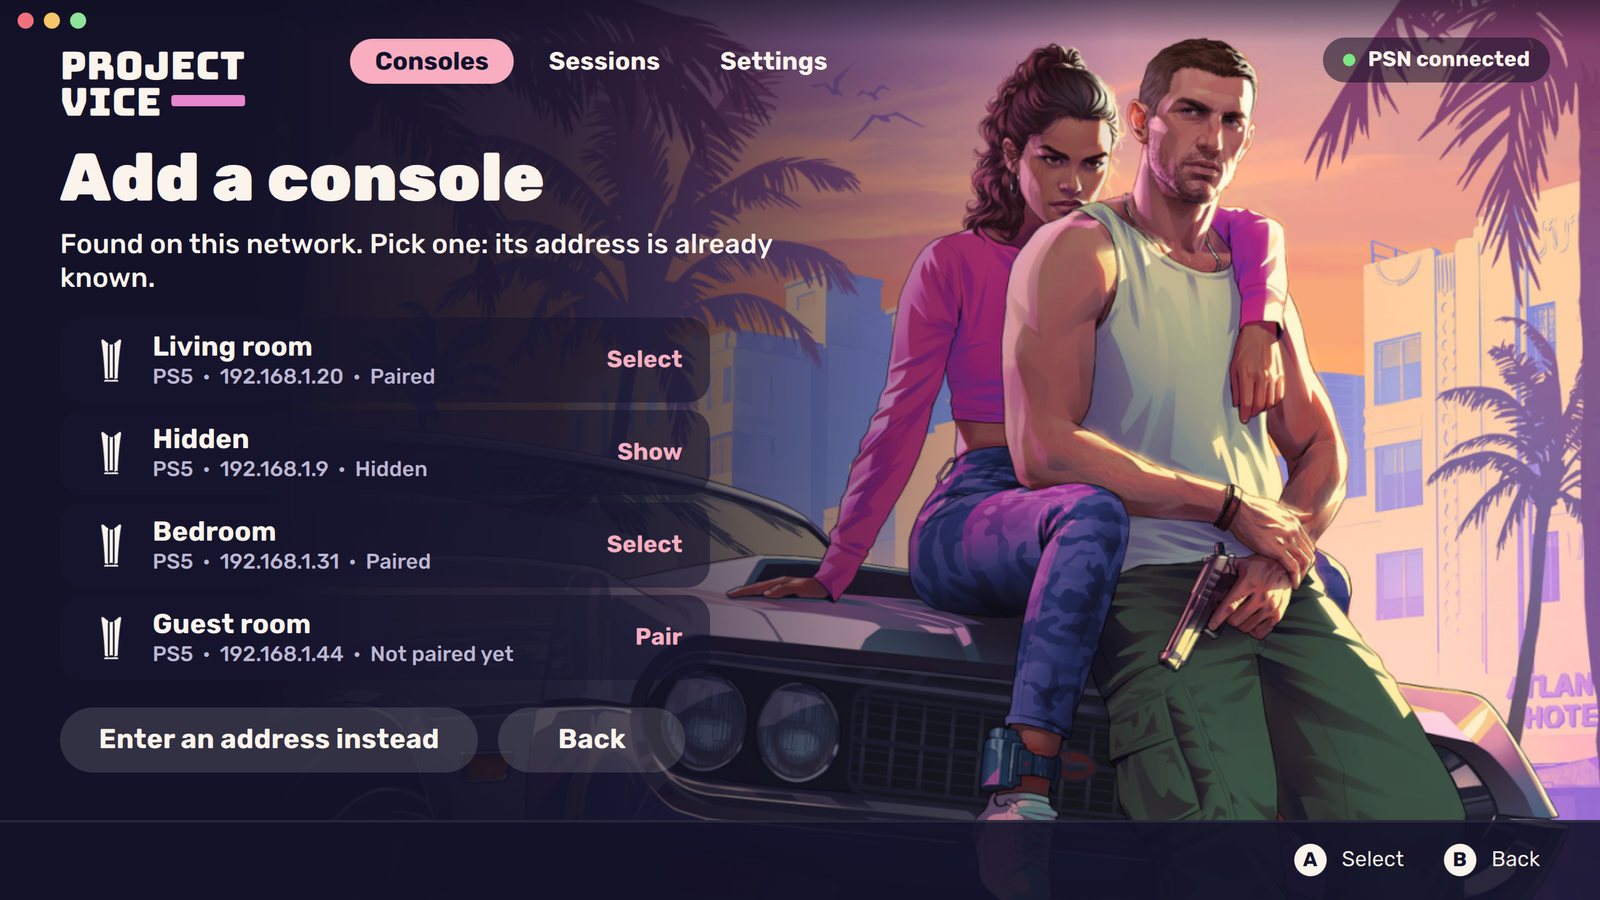 PROJECT
VICE
Consoles
Sessions
Settings
PSN connected
Add a console
Found on this network. Pick one: its address is already
known.
Living room
PS5 • 192.168.1.20 • Paired
Select
Hidden
PS5 • 192.168.1.9 • Hidden
Show
Bedroom
PS5 • 192.168.1.31 • Paired
Select
Guest room
PS5 • 192.168.1.44 • Not paired yet
Pair
Enter an address instead
Back
HOTE
A Select
B Back